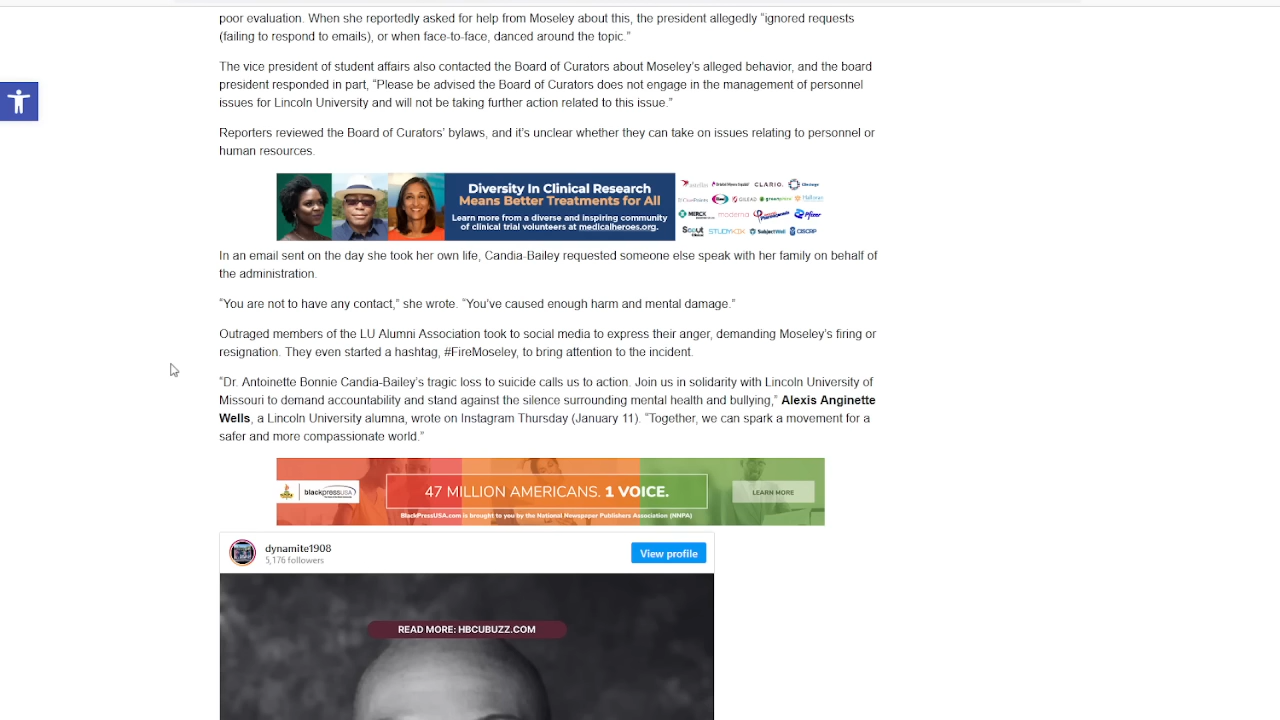 poor evaluation. When she reportedly asked for help from Moseley about this, the president allegedly “ignored requests
(failing to respond to emails), or when face-to-face, danced around the topic.”
The vice president of student affairs also contacted the Board of Curators about Moseley’s alleged behavior, and the board
president responded in part, “Please be advised the Board of Curators does not engage in the management of personnel
issues for Lincoln University and will not be taking further action related to this issue.”
Reporters reviewed the Board of Curators’ bylaws, and it’s unclear whether they can take on issues relating to personnel or
human resources.
Diversity In Clinical Research
Means Better Treatments for All
Learn more from a diverse and inspiring community
of clinical trial volunteers at medicalheroes.org.
CLARIO.
GILEAD
MERCK
moderna
Pfizer
Scout
STUDYKIK
SubjectWell
CISCRP
In an email sent on the day she took her own life, Candia-Bailey requested someone else speak with her family on behalf of
the administration.
“You are not to have any contact,” she wrote. “You’ve caused enough harm and mental damage.”
Outraged members of the LU Alumni Association took to social media to express their anger, demanding Moseley’s firing or
resignation. They even started a hashtag, #FireMoseley, to bring attention to the incident.
“Dr. Antoinette Bonnie Candia-Bailey’s tragic loss to suicide calls us to action. Join us in solidarity with Lincoln University of
Missouri to demand accountability and stand against the silence surrounding mental health and bullying,” Alexis Anginette
Wells, a Lincoln University alumna, wrote on Instagram Thursday (January 11). “Together, we can spark a movement for a
safer and more compassionate world.”
blackpressUSA
47 MILLION AMERICANS. 1 VOICE.
LEARN MORE
BlackPressUSA.com is brought to you by the National Newspaper Publishers Association (NNPA)
dynamite1908
5,176 followers
View profile
READ MORE: HBCUBUZZ.COM